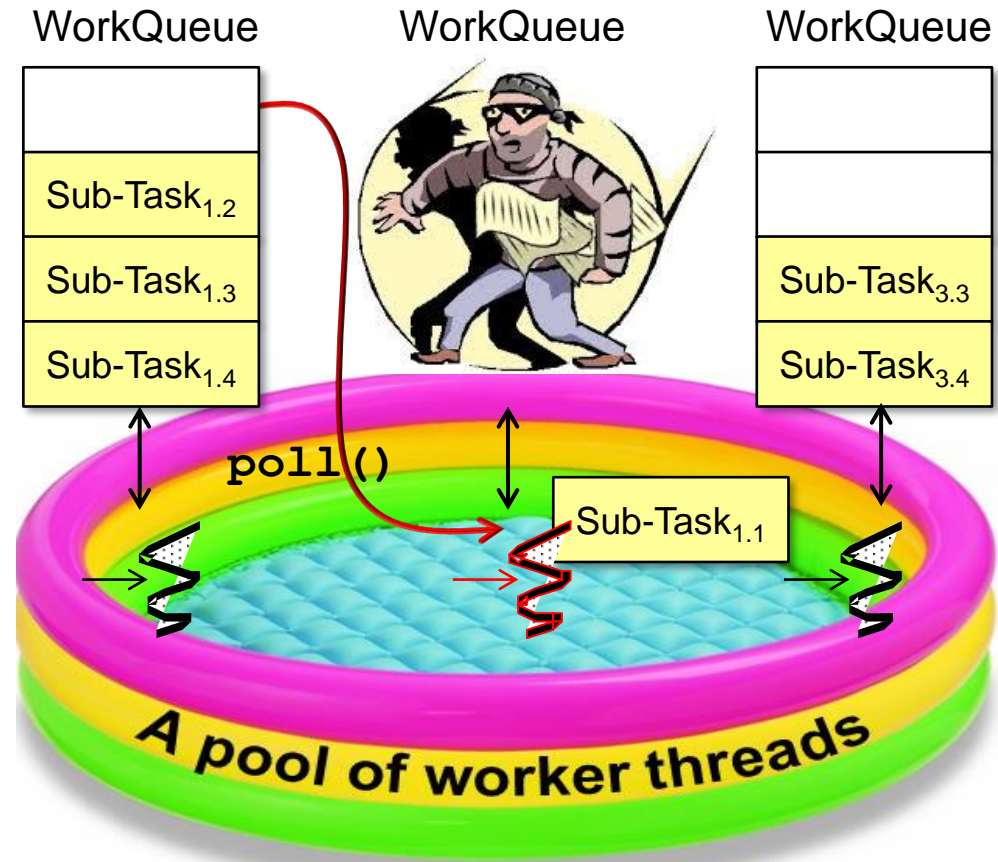 WorkQueue
WorkQueue
WorkQueue
Sub-Task1.2
Sub-Task1.3
Sub-Task1.4
Sub-Task3.3
Sub-Task3.4
poll()
Sub-Task1.1
A pool of worker threads